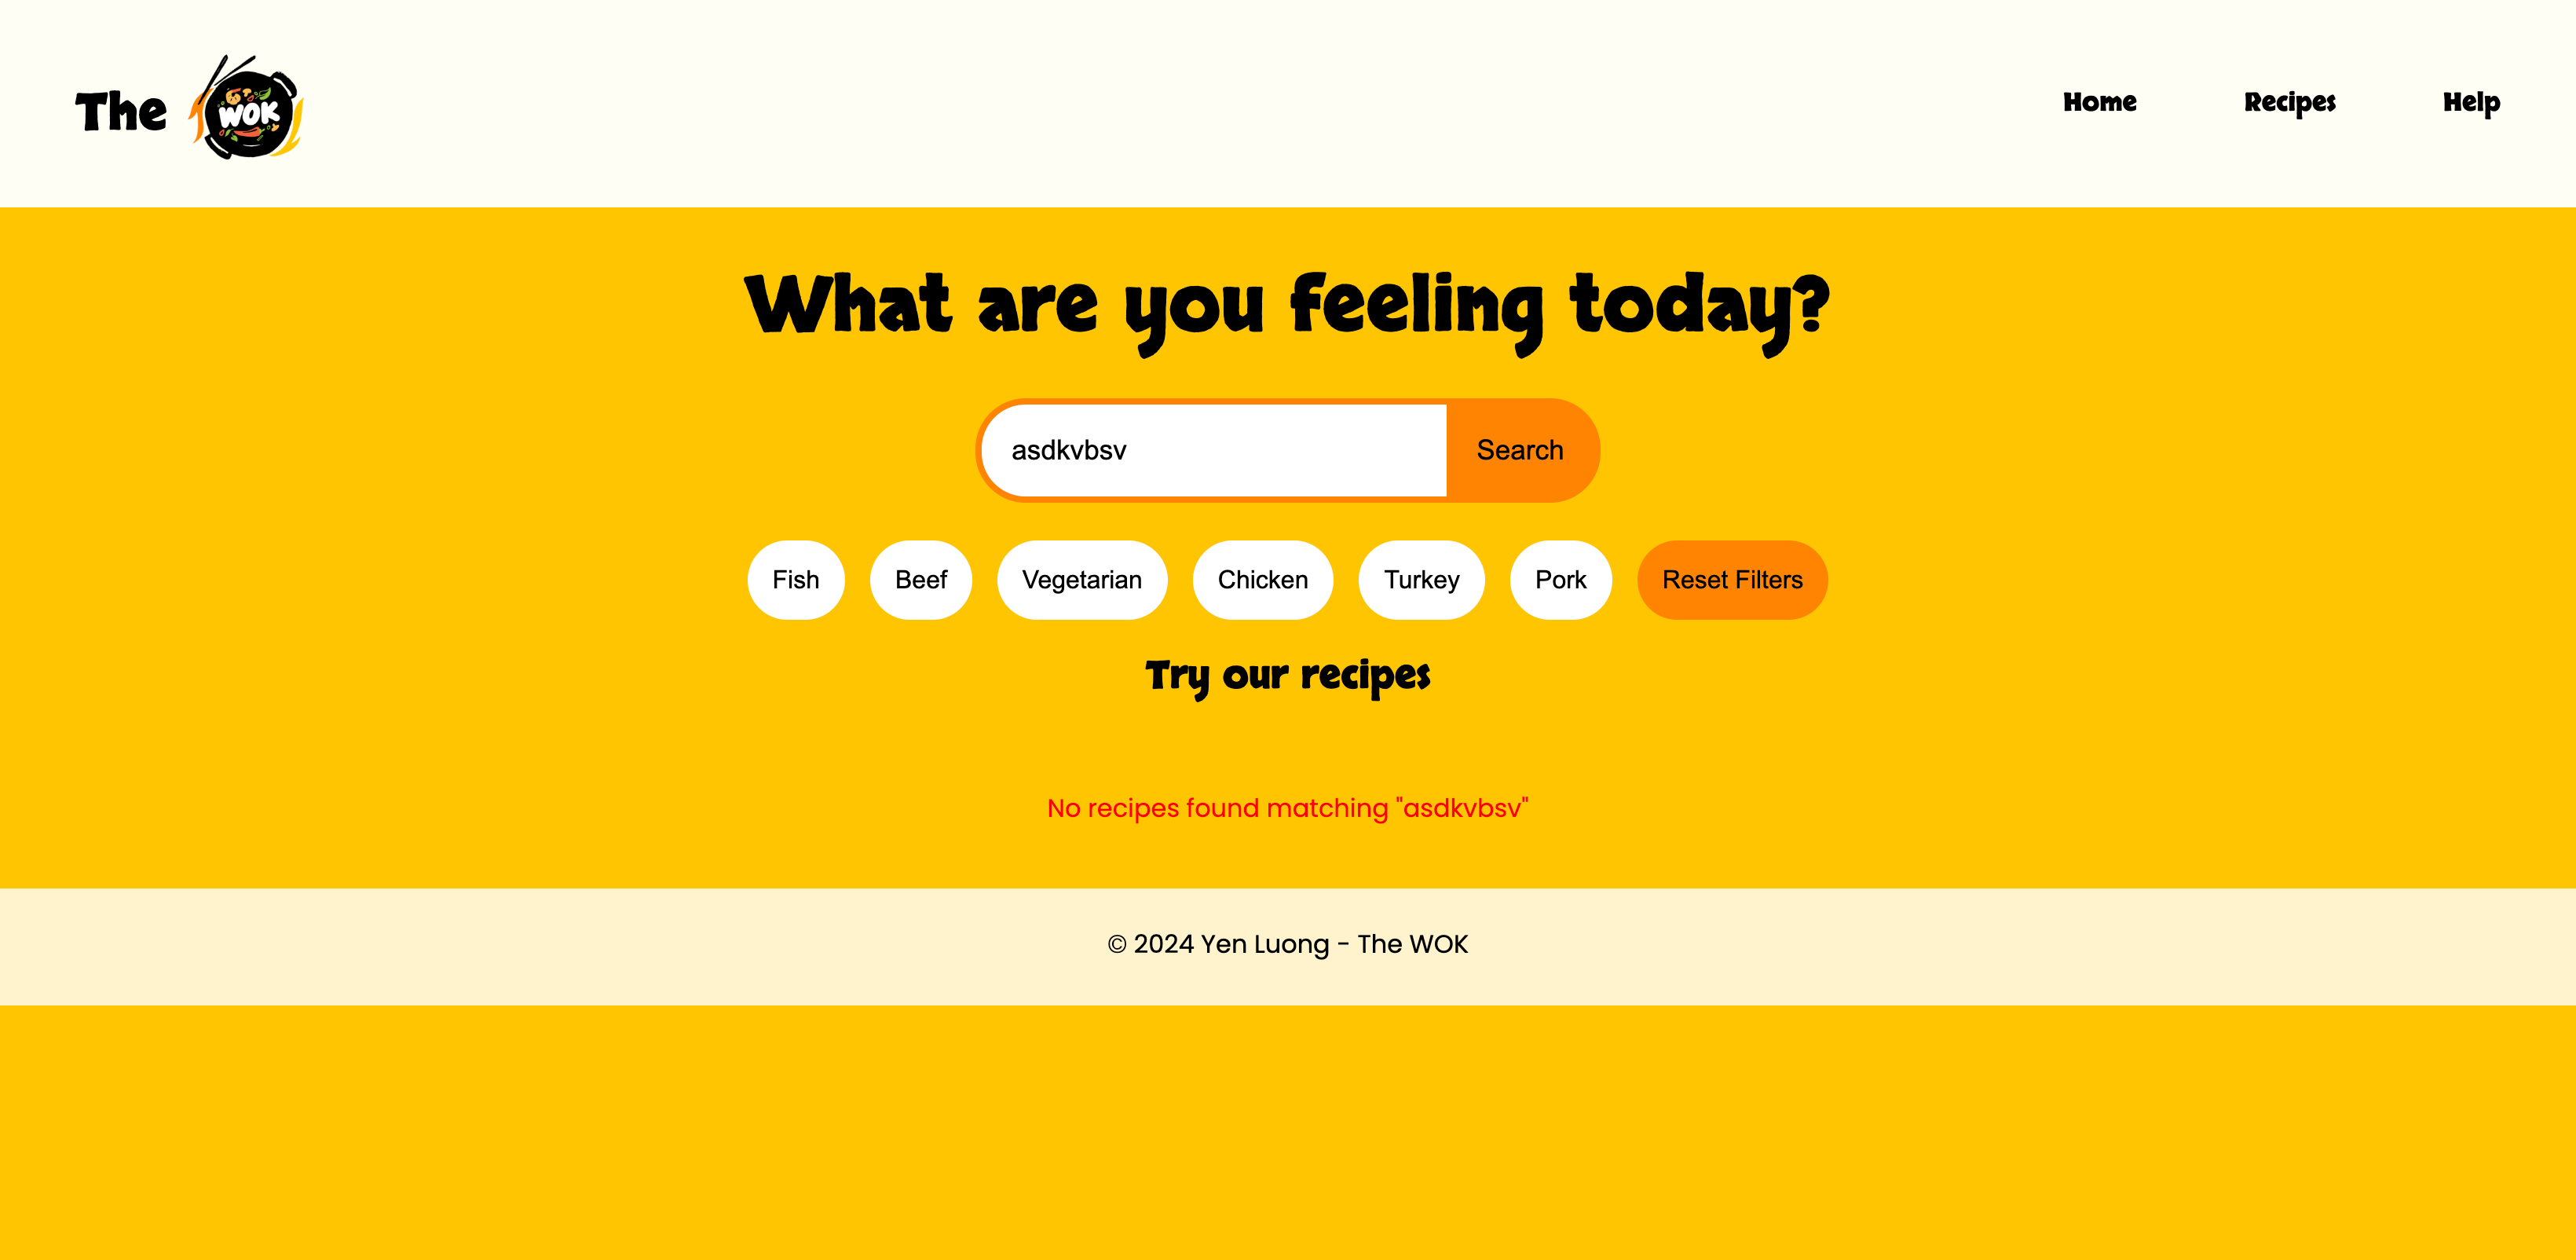 The WOK
Home Recipes Help
What are you feeling today?
asdkvbsv Search
Fish Beef Vegetarian Chicken Turkey Pork Reset Filters
Try our recipes
No recipes found matching "asdkvbsv"
© 2024 Yen Luong - The WOK